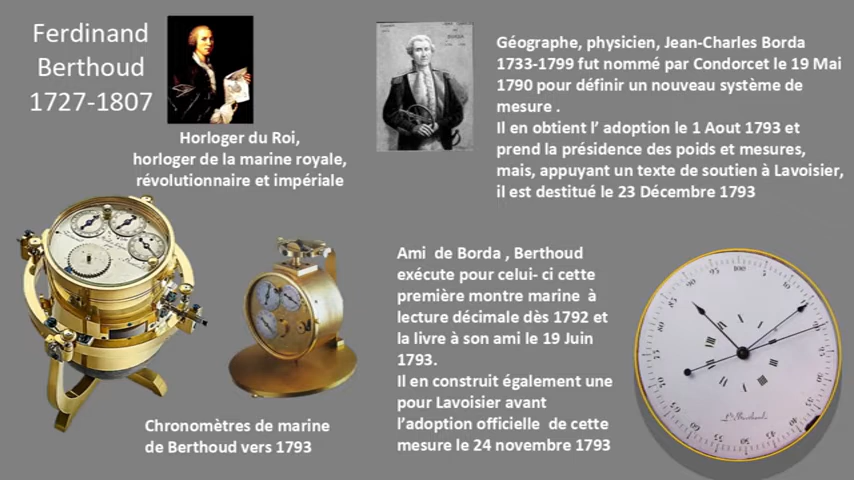 Ferdinand
Berthoud
1727-1807
Horloger du Roi,
horloger de la marine royale,
révolutionnaire et impériale
BORDA
Géographe, physicien, Jean-Charles Borda
1733-1799 fut nommé par Condorcet le 19 Mai
1790 pour définir un nouveau système de
mesure .
Il en obtient l’ adoption le 1 Aout 1793 et
prend la présidence des poids et mesures,
mais, appuyant un texte de soutien à Lavoisier,
il est destitué le 23 Décembre 1793
Chronomètres de marine
de Berthoud vers 1793
Ami  de Borda , Berthoud
exécute pour celui- ci cette
première montre marine  à
lecture décimale dès 1792 et
la livre à son ami le 19 Juin
1793.
Il en construit également une
pour Lavoisier avant
l’adoption officielle  de cette
mesure le 24 novembre 1793
100